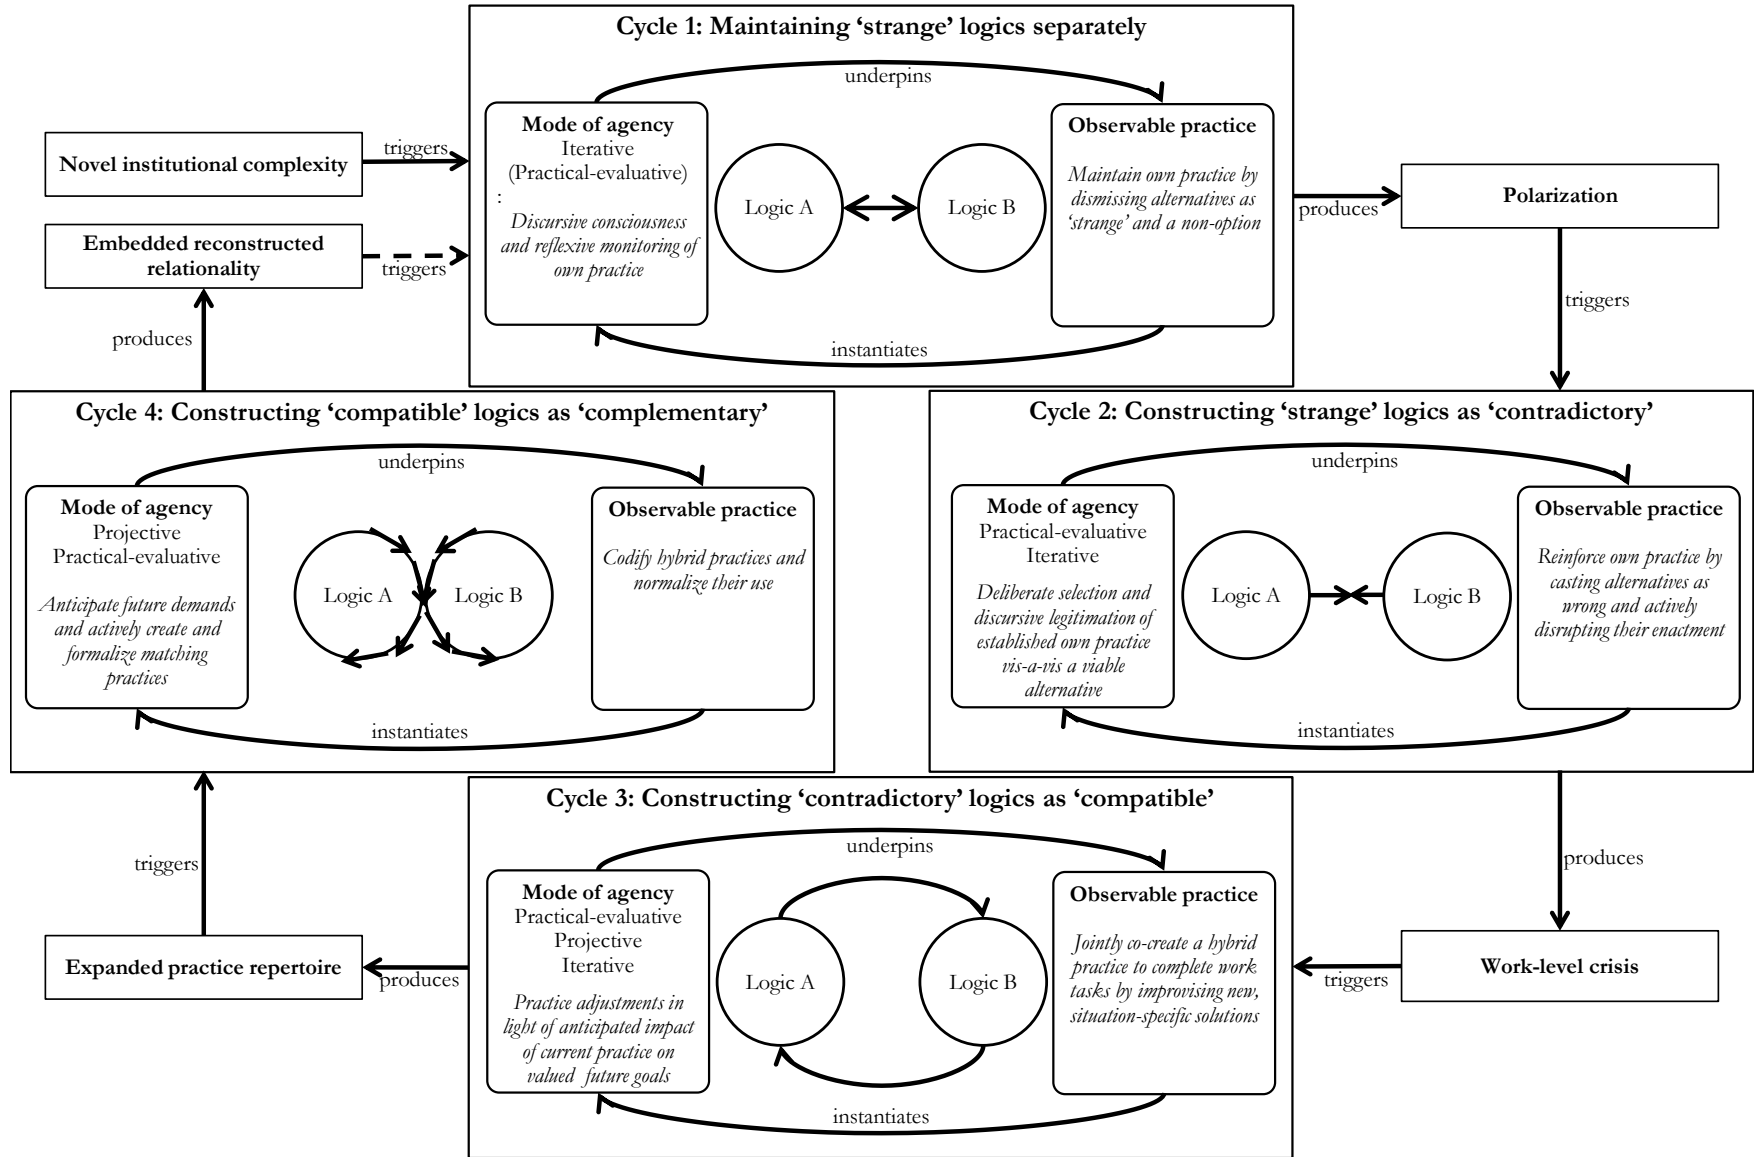 Cycle 1: Maintaining ‘strange’ logics separately
underpins
Mode of agency
Iterative
(Practical-evaluative)
:
Discursive consciousness
and reflexive monitoring of
own practice
Logic A
Logic B
Observable practice
Maintain own practice by
dismissing alternatives as
‘strange’ and a non-option
instantiates
Novel institutional complexity
triggers
Embedded reconstructed
relationality
triggers
produces
produces
Polarization
triggers
Cycle 4: Constructing ‘compatible’ logics as ‘complementary’
underpins
Mode of agency
Projective
Practical-evaluative
Anticipate future demands
and actively create and
formalize matching
practices
Logic A
Logic B
Observable practice
Codify hybrid practices and
normalize their use
instantiates
Cycle 2: Constructing ‘strange’ logics as ‘contradictory’
underpins
Mode of agency
Practical-evaluative
Iterative
Deliberate selection and
discursive legitimation of
established own practice
vis-a-vis a viable
alternative
Logic A
Logic B
Observable practice
Reinforce own practice by
casting alternatives as
wrong and actively
disrupting their enactment
instantiates
triggers
Expanded practice repertoire
produces
Cycle 3: Constructing ‘contradictory’ logics as ‘compatible’
underpins
Mode of agency
Practical-evaluative
Projective
Iterative
Practice adjustments in
light of anticipated impact
of current practice on
valued future goals
Logic A
Logic B
Observable practice
Jointly co-create a hybrid
practice to complete work
tasks by improvising new,
situation-specific solutions
instantiates
produces
triggers
Work-level crisis